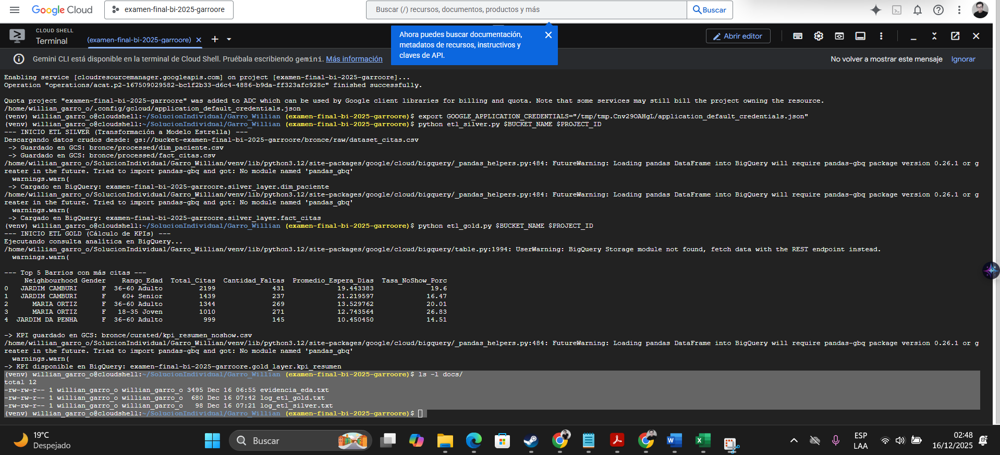 Google Cloud
examen-final-bi-2025-garroore
Buscar (/) recursos, documentos, productos y más
Buscar
CLOUD SHELL
Terminal
(examen-final-bi-2025-garroore)
Ahora puedes buscar documentación,
metadatos de recursos, instructivos y
claves de API.
Abrir editor
Gemini CLI está disponible en la terminal de Cloud Shell. Pruébala escribiendo gemini. Más información
No volver a mostrar este mensaje
Ignorar
Enabling service [cloudresourcemanager.googleapis.com] on project [examen-final-bi-2025-garroore]...
Operation "operations/acat.p2-167509029582-bc1f2b33-d6c4-4886-b9da-ff323afc928c" finished successfully.
Quota project "examen-final-bi-2025-garroore" was added to ADC which can be used by Google client libraries for billing and quota. Note that some services may still bill the project owning the resource.
/home/willian_garro_o/.config/gcloud/application_default_credentials.json
(venv) willian_garro_o@cloudshell:~/SolucionIndividual/Garro_Willian (examen-final-bi-2025-garroore)$ export GOOGLE_APPLICATION_CREDENTIALS="/tmp/tmp.Cnv29OAHgL/application_default_credentials.json"
(venv) willian_garro_o@cloudshell:~/SolucionIndividual/Garro_Willian (examen-final-bi-2025-garroore)$ python etl_silver.py $BUCKET_NAME $PROJECT_ID
--- INICIO ETL SILVER (Transformación a Modelo Estrella) ---
Descargando datos crudos desde: gs://bucket-examen-final-bi-2025-garroore/bronce/raw/dataset_citas.csv
-> Guardado en GCS: bronce/processed/dim_paciente.csv
-> Guardado en GCS: bronce/processed/fact_citas.csv
/home/willian_garro_o/SolucionIndividual/Garro_Willian/venv/lib/python3.12/site-packages/google/cloud/bigquery/_pandas_helpers.py:484: FutureWarning: Loading pandas DataFrame into BigQuery will require pandas-gbq package version 0.26.1 or g
reater in the future. Tried to import pandas-gbq and got: No module named 'pandas_gbq'
warnings.warn(
-> Cargado en BigQuery: examen-final-bi-2025-garroore.silver_layer.dim_paciente
/home/willian_garro_o/SolucionIndividual/Garro_Willian/venv/lib/python3.12/site-packages/google/cloud/bigquery/_pandas_helpers.py:484: FutureWarning: Loading pandas DataFrame into BigQuery will require pandas-gbq package version 0.26.1 or g
reater in the future. Tried to import pandas-gbq and got: No module named 'pandas_gbq'
warnings.warn(
-> Cargado en BigQuery: examen-final-bi-2025-garroore.silver_layer.fact_citas
(venv) willian_garro_o@cloudshell:~/SolucionIndividual/Garro_Willian (examen-final-bi-2025-garroore)$ python etl_gold.py $BUCKET_NAME $PROJECT_ID
--- INICIO ETL GOLD (Cálculo de KPIs) ---
Ejecutando consulta analítica en BigQuery...
/home/willian_garro_o/SolucionIndividual/Garro_Willian/venv/lib/python3.12/site-packages/google/cloud/bigquery/table.py:1994: UserWarning: BigQuery Storage module not found, fetch data with the REST endpoint instead.
warnings.warn(
--- Top 5 Barrios con más citas ---
Neighbourhood Gender Rango_Edad Total_Citas Cantidad_Faltas Promedio_Espera_Dias Tasa_NoShow_Porc
0 JARDIM CAMBURI F 36-60 Adulto 2199 431 19.443383 19.6
1 JARDIM CAMBURI F 60+ Senior 1439 237 21.219597 16.47
2 MARIA ORTIZ F 36-60 Adulto 1344 269 13.529762 20.01
3 MARIA ORTIZ F 18-35 Joven 1010 271 12.743564 26.83
4 JARDIM DA PENHA F 36-60 Adulto 999 145 10.450450 14.51
-> KPI guardado en GCS: bronce/curated/kpi_resumen_noshow.csv
/home/willian_garro_o/SolucionIndividual/Garro_Willian/venv/lib/python3.12/site-packages/google/cloud/bigquery/_pandas_helpers.py:484: FutureWarning: Loading pandas DataFrame into BigQuery will require pandas-gbq package version 0.26.1 or g
reater in the future. Tried to import pandas-gbq and got: No module named 'pandas_gbq'
warnings.warn(
-> KPI disponible en BigQuery: examen-final-bi-2025-garroore.gold_layer.kpi_resumen
(venv) willian_garro_o@cloudshell:~/SolucionIndividual/Garro_Willian (examen-final-bi-2025-garroore)$ ls -l docs/
total 12
-rw-rw-r-- 1 willian_garro_o willian_garro_o 3495 Dec 16 06:55 evidencia_eda.txt
-rw-rw-r-- 1 willian_garro_o willian_garro_o 680 Dec 16 07:42 log_etl_gold.txt
-rw-rw-r-- 1 willian_garro_o willian_garro_o 98 Dec 16 07:21 log_etl_silver.txt
(venv) willian_garro_o@cloudshell:~/SolucionIndividual/Garro_Willian (examen-final-bi-2025-garroore)$
19°C
Despejado
Buscar
ESP
LAA
02:48
16/12/2025